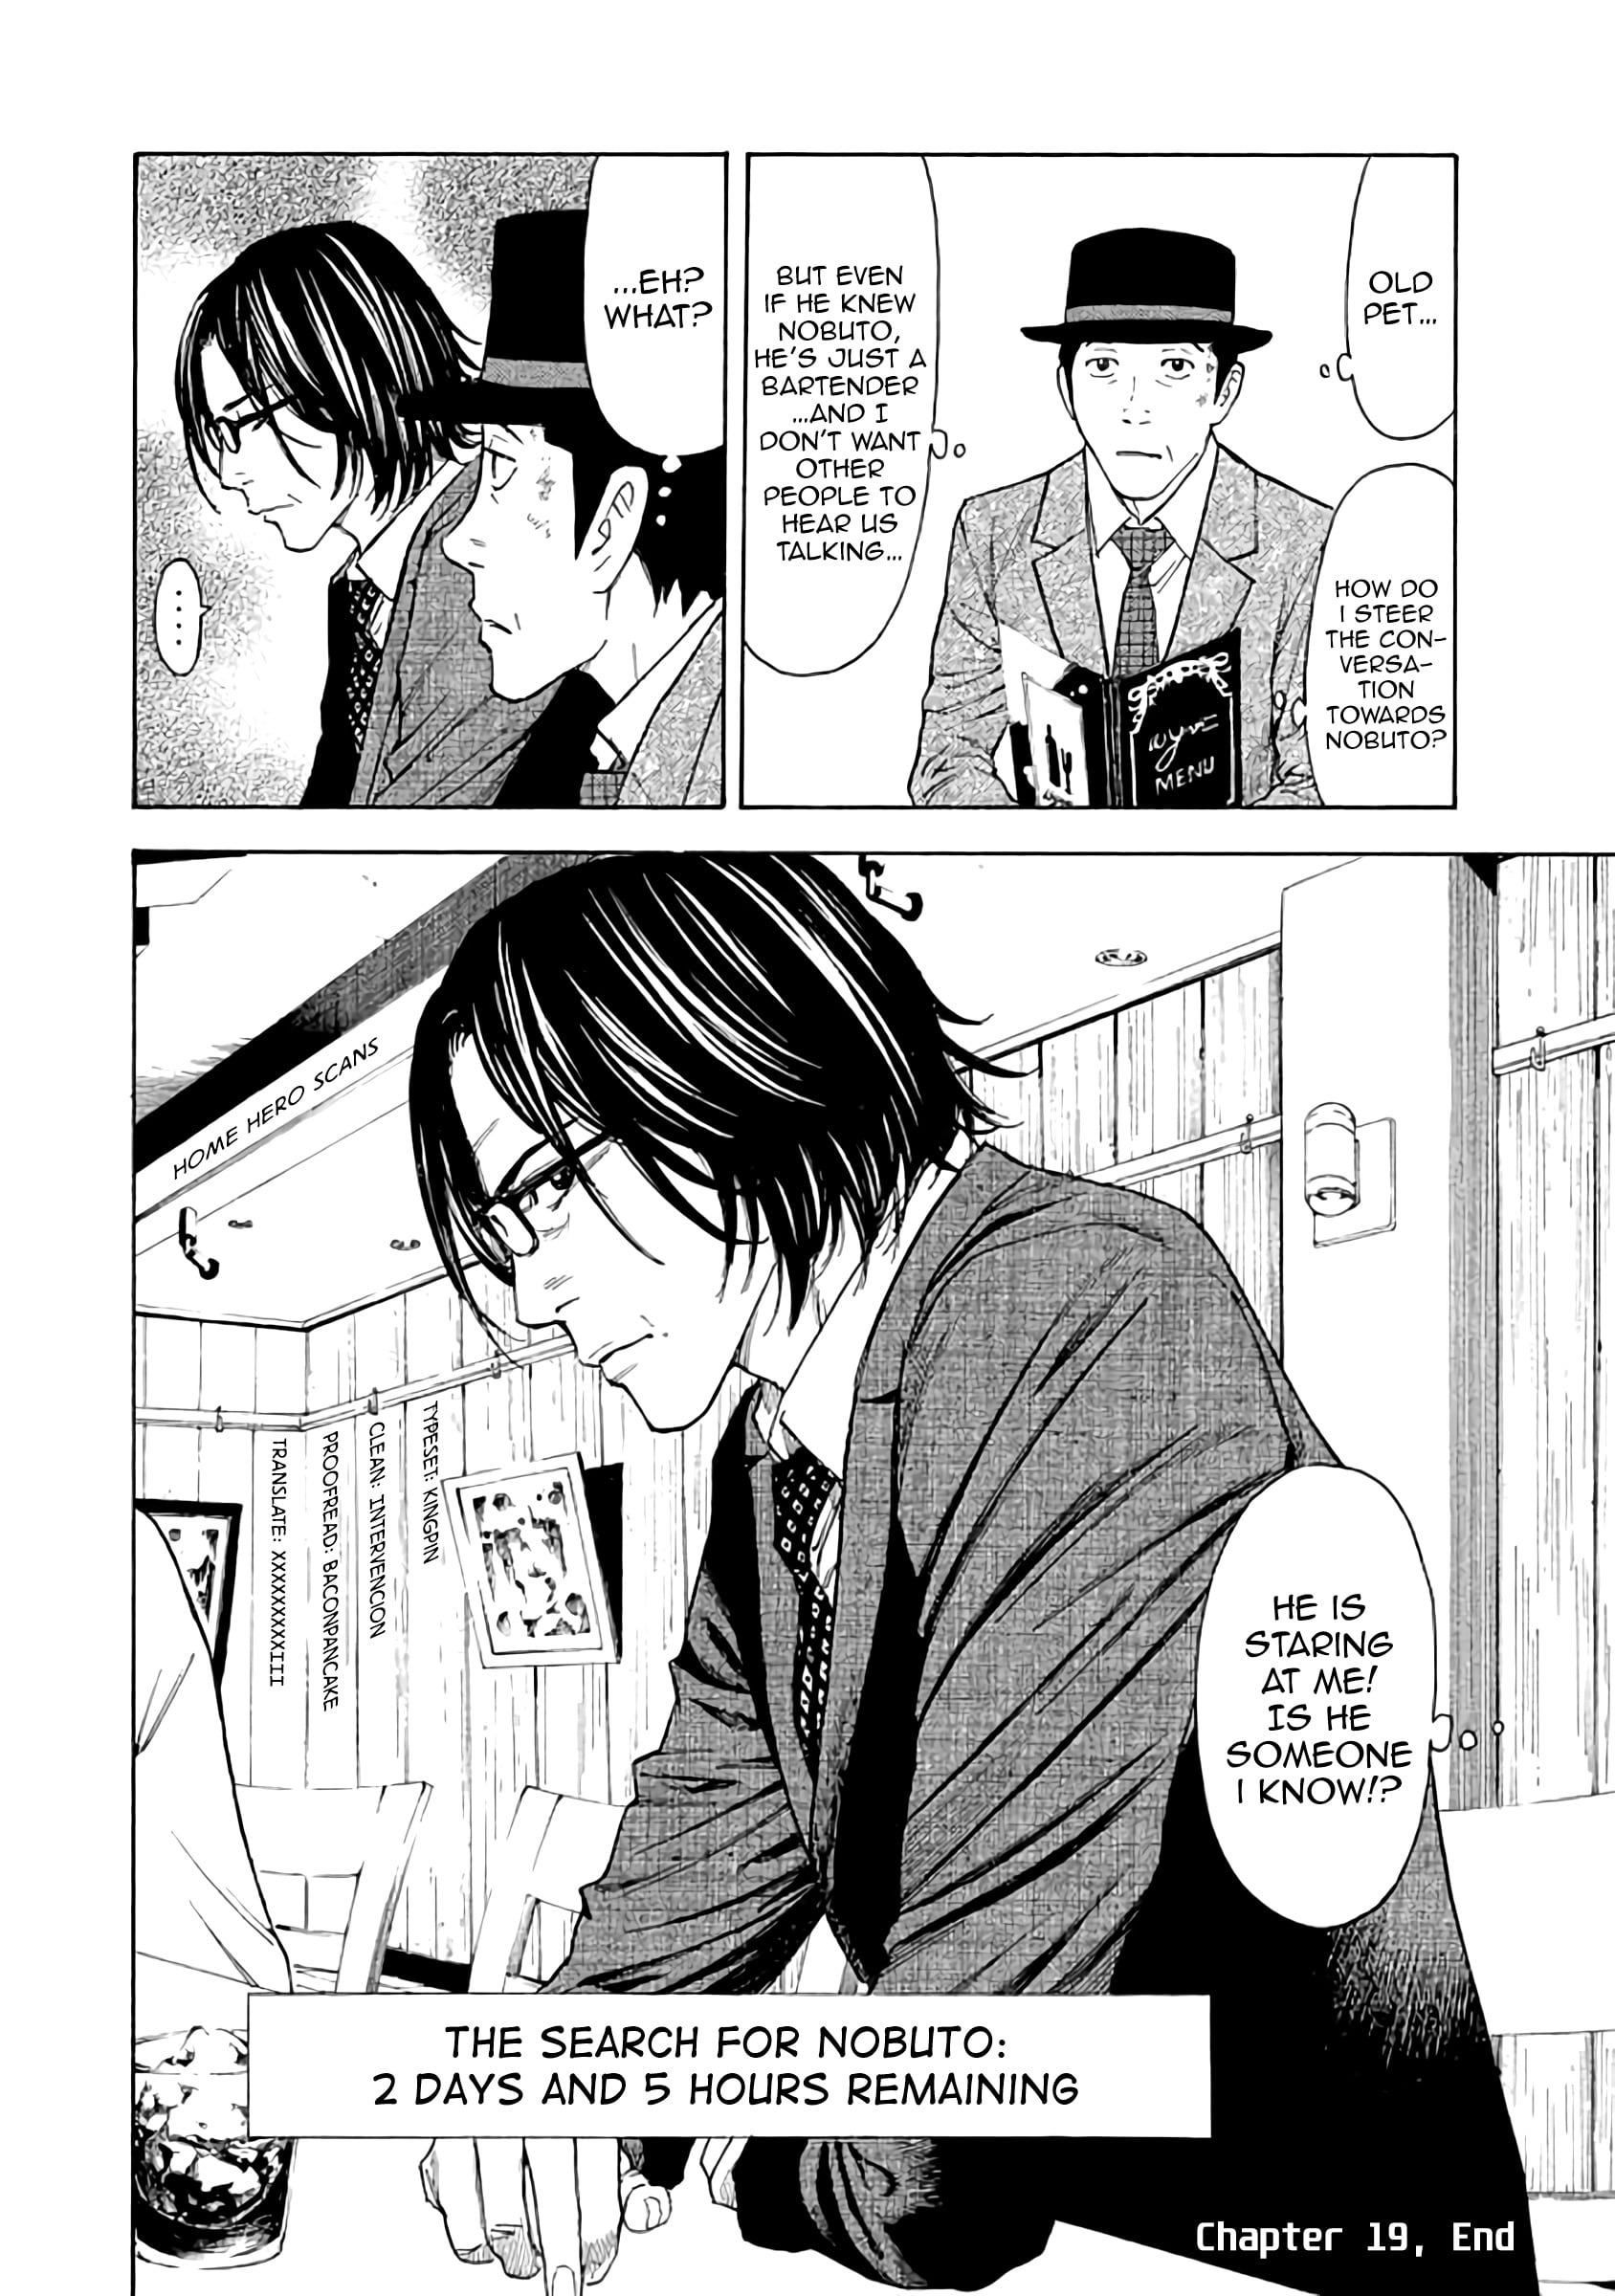 OLD
PET...
HOW DO
I STEER
THE CON-
VERSA-
TION
TOWARDS
NOBUTO?
BUT EVEN
IF HE KNEW
NOBUTO,
HE'S JUST A
BARTENDER
...AND I
DON'T WANT
OTHER
PEOPLE TO
HEAR US
TALKING...
MENU
...EH?
WHAT?
.....
HOME HERO SCANS
TYPESET: KINGPIN
CLEAN: INTERVENCION
PROOFREAD: BACONPANCAKE
TRANSLATE: XXXXXXXXXIII
HE IS
STARING
AT ME!
IS HE
SOMEONE
I KNOW!?
THE SEARCH FOR NOBUTO:
2 DAYS AND 5 HOURS REMAINING
Chapter 19, End